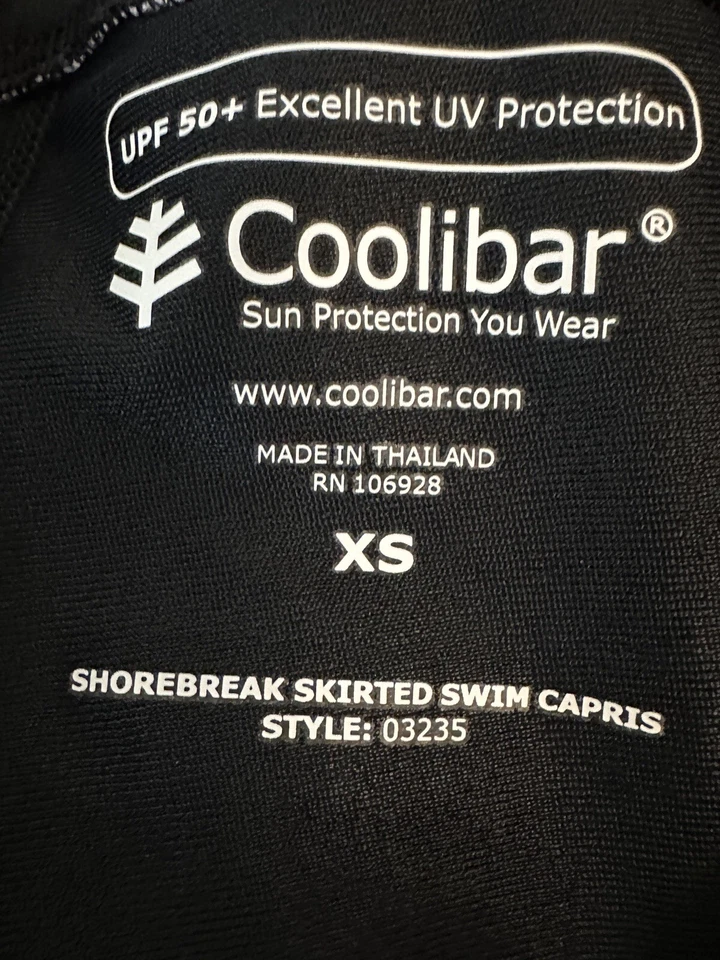 UPF 50+ Excellent UV Protection
Coolibar®
Sun Protection You Wear
www.coolibar.com
MADE IN THAILAND
RN 106928
XS
SHOREBREAK SKIRTED SWIM CAPRIS
STYLE: 03235